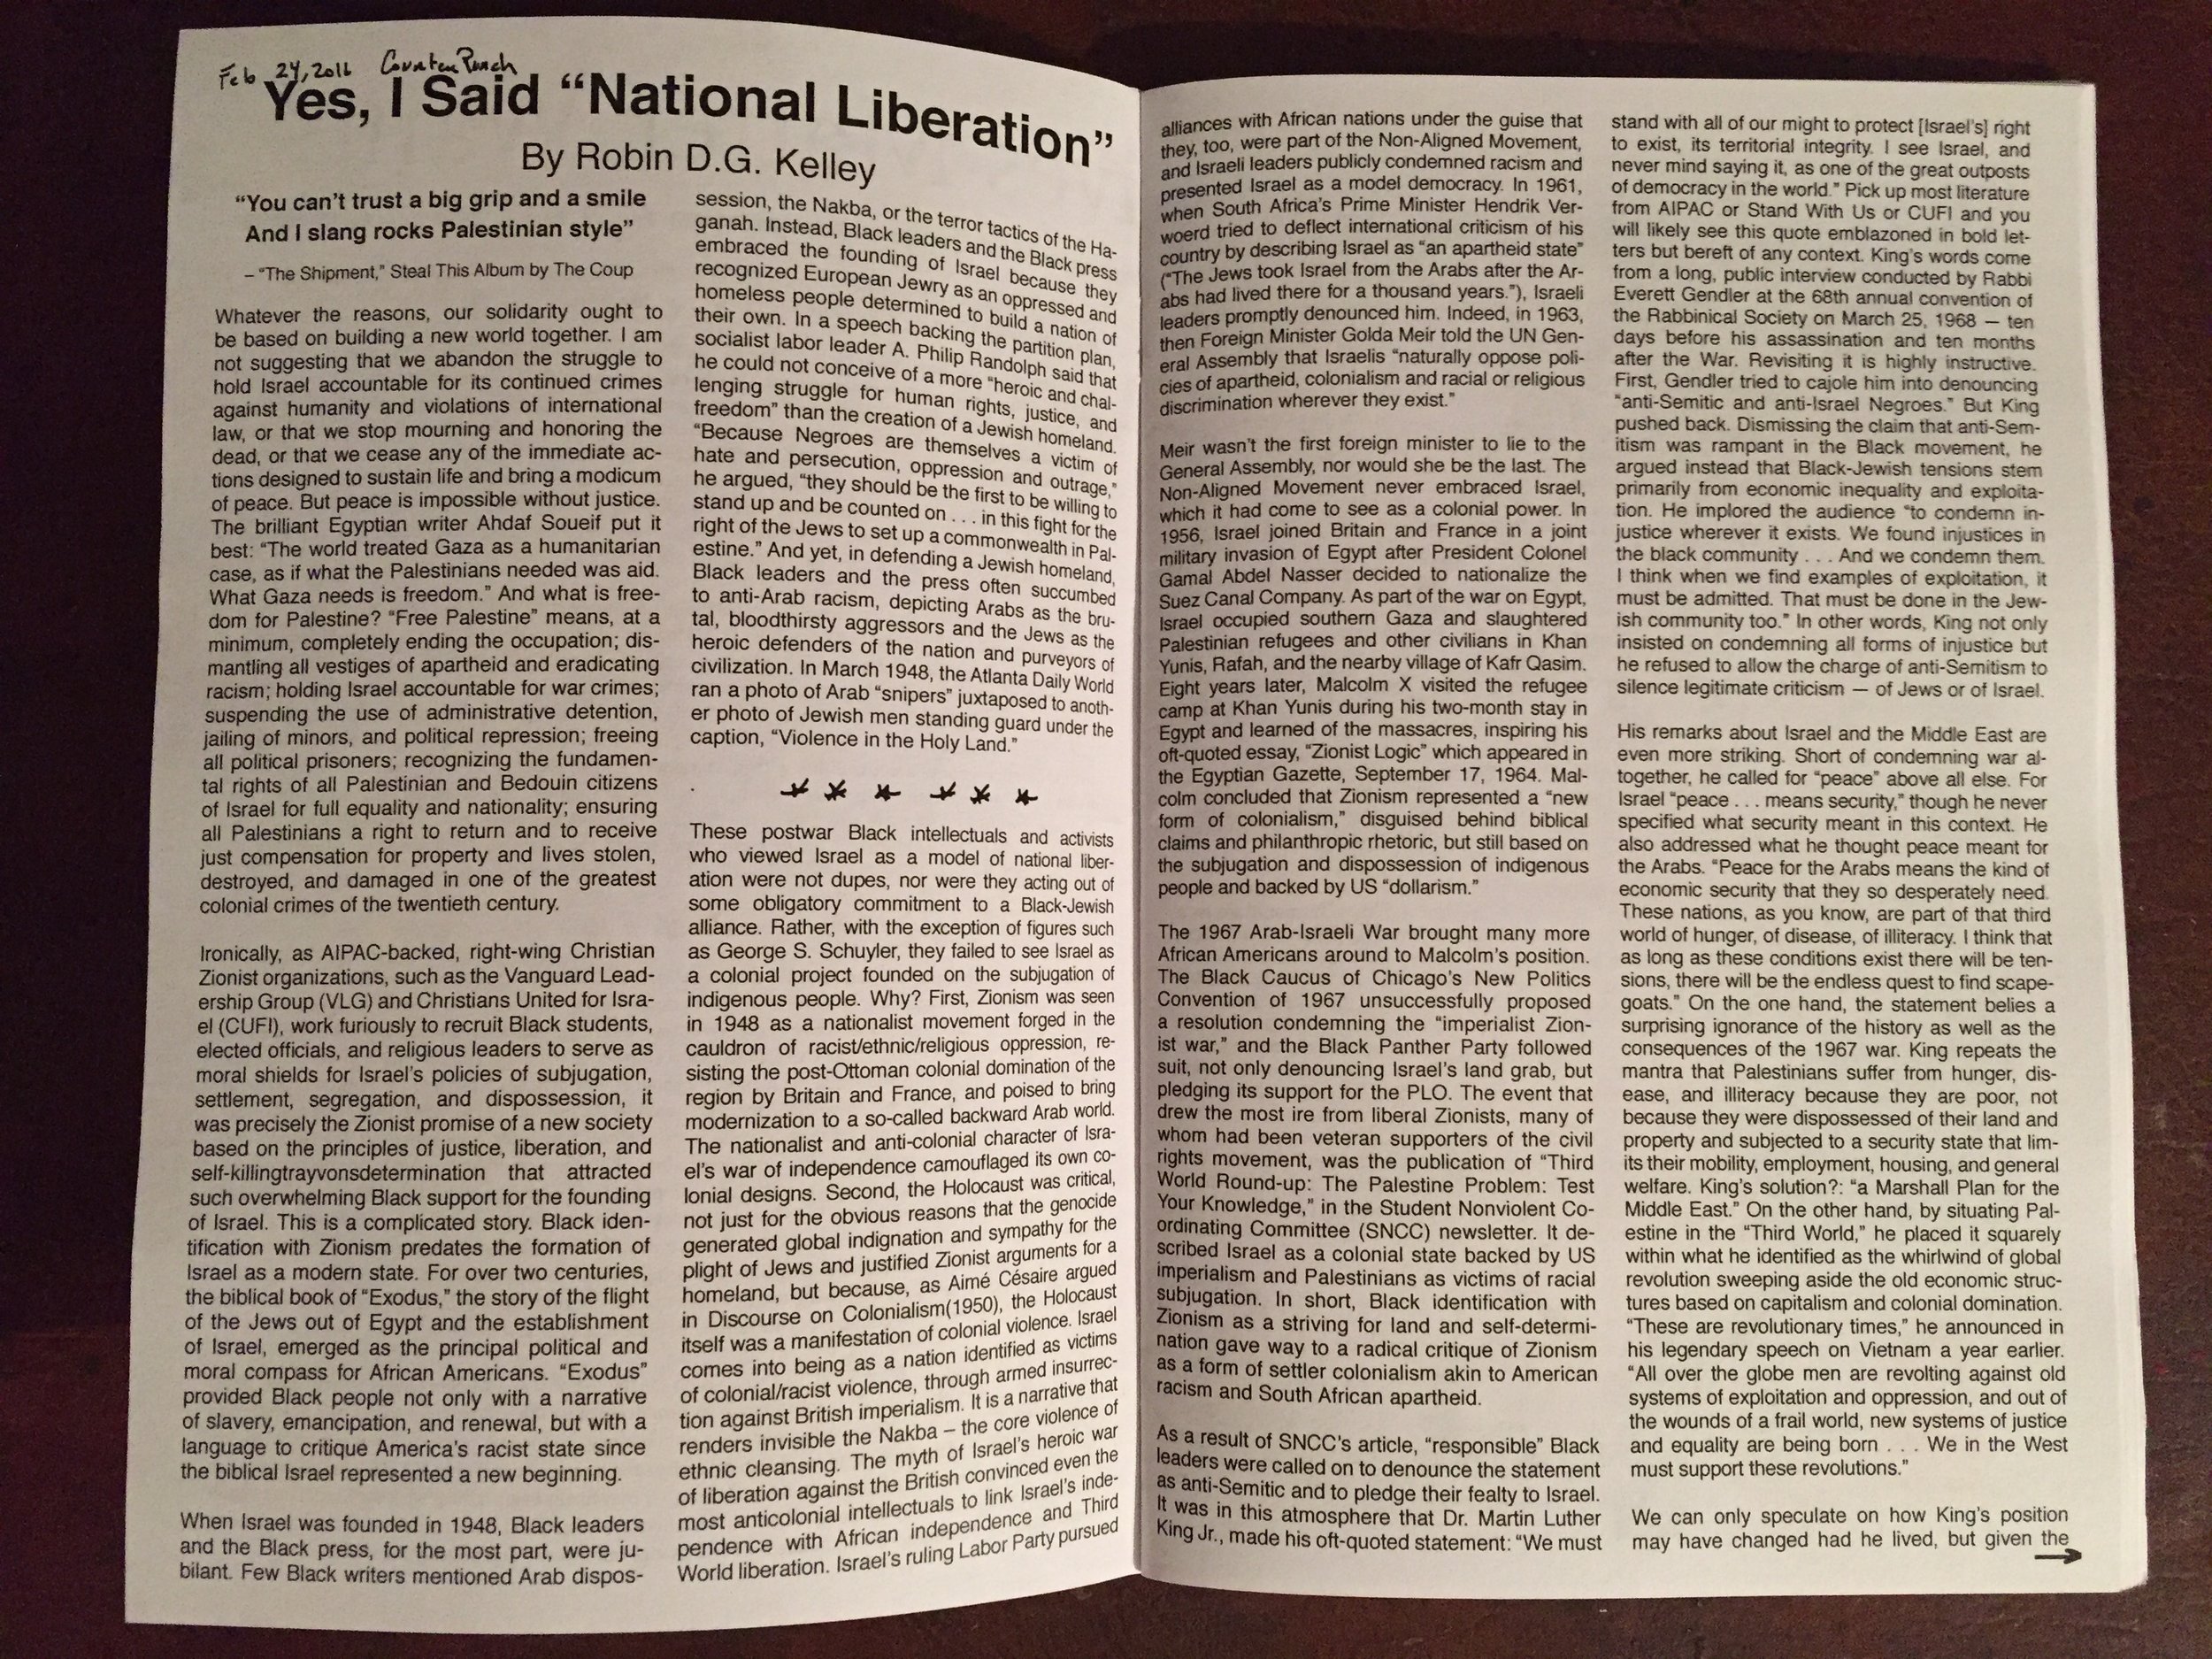 Feb 24, 2016 CounterPunch
Yes, I Said “National Liberation”
By Robin D.G. Kelley
“You can’t trust a big grip and a smile
And I slang rocks Palestinian style”
– “The Shipment,” Steal This Album by The Coup
Whatever the reasons, our solidarity ought to
be based on building a new world together. I am
not suggesting that we abandon the struggle to
hold Israel accountable for its continued crimes
against humanity and violations of international
law, or that we stop mourning and honoring the
dead, or that we cease any of the immediate ac-
tions designed to sustain life and bring a modicum
of peace. But peace is impossible without justice.
The brilliant Egyptian writer Ahdaf Soueif put it
best: “The world treated Gaza as a humanitarian
case, as if what the Palestinians needed was aid.
What Gaza needs is freedom.” And what is free-
dom for Palestine? “Free Palestine” means, at a
minimum, completely ending the occupation; dis-
mantling all vestiges of apartheid and eradicating
racism; holding Israel accountable for war crimes;
suspending the use of administrative detention,
jailing of minors, and political repression; freeing
all political prisoners; recognizing the fundamen-
tal rights of all Palestinian and Bedouin citizens
of Israel for full equality and nationality; ensuring
all Palestinians a right to return and to receive
just compensation for property and lives stolen,
destroyed, and damaged in one of the greatest
colonial crimes of the twentieth century.
Ironically, as AIPAC-backed, right-wing Christian
Zionist organizations, such as the Vanguard Lead-
ership Group (VLG) and Christians United for Isra-
el (CUFI), work furiously to recruit Black students,
elected officials, and religious leaders to serve as
moral shields for Israel’s policies of subjugation,
settlement, segregation, and dispossession, it
was precisely the Zionist promise of a new society
based on the principles of justice, liberation, and
self-killingtrayvonsdetermination that attracted
such overwhelming Black support for the founding
of Israel. This is a complicated story. Black iden-
tification with Zionism predates the formation of
Israel as a modern state. For over two centuries,
the biblical book of “Exodus,” the story of the flight
of the Jews out of Egypt and the establishment
of Israel, emerged as the principal political and
moral compass for African Americans. “Exodus”
provided Black people not only with a narrative
of slavery, emancipation, and renewal, but with a
language to critique America’s racist state since
the biblical Israel represented a new beginning.
When Israel was founded in 1948, Black leaders
and the Black press, for the most part, were ju-
bilant. Few Black writers mentioned Arab dispos-
session, the Nakba, or the terror tactics of the Ha-
ganah. Instead, Black leaders and the Black press
embraced the founding of Israel because they
recognized European Jewry as an oppressed and
homeless people determined to build a nation of
their own. In a speech backing the partition plan,
socialist labor leader A. Philip Randolph said that
he could not conceive of a more “heroic and chal-
lenging struggle for human rights, justice, and
freedom” than the creation of a Jewish homeland.
“Because Negroes are themselves a victim of
hate and persecution, oppression and outrage,”
he argued, “they should be the first to be willing to
stand up and be counted on . . . in this fight for the
right of the Jews to set up a commonwealth in Pal-
estine.” And yet, in defending a Jewish homeland,
Black leaders and the press often succumbed
to anti-Arab racism, depicting Arabs as the bru-
tal, bloodthirsty aggressors and the Jews as the
heroic defenders of the nation and purveyors of
civilization. In March 1948, the Atlanta Daily World
ran a photo of Arab “snipers” juxtaposed to anoth-
er photo of Jewish men standing guard under the
caption, “Violence in the Holy Land.”
* * * * * *
These postwar Black intellectuals and activists
who viewed Israel as a model of national liber-
ation were not dupes, nor were they acting out of
some obligatory commitment to a Black-Jewish
alliance. Rather, with the exception of figures such
as George S. Schuyler, they failed to see Israel as
a colonial project founded on the subjugation of
indigenous people. Why? First, Zionism was seen
in 1948 as a nationalist movement forged in the
cauldron of racist/ethnic/religious oppression, re-
sisting the post-Ottoman colonial domination of the
region by Britain and France, and poised to bring
modernization to a so-called backward Arab world.
The nationalist and anti-colonial character of Isra-
el’s war of independence camouflaged its own co-
lonial designs. Second, the Holocaust was critical,
not just for the obvious reasons that the genocide
generated global indignation and sympathy for the
plight of Jews and justified Zionist arguments for a
homeland, but because, as Aimé Césaire argued
in Discourse on Colonialism(1950), the Holocaust
itself was a manifestation of colonial violence. Israel
comes into being as a nation identified as victims
of colonial/racist violence, through armed insurrec-
tion against British imperialism. It is a narrative that
renders invisible the Nakba – the core violence of
ethnic cleansing. The myth of Israel’s heroic war
of liberation against the British convinced even the
most anticolonial intellectuals to link Israel’s inde-
pendence with African independence and Third
World liberation. Israel’s ruling Labor Party pursued
alliances with African nations under the guise that
they, too, were part of the Non-Aligned Movement,
and Israeli leaders publicly condemned racism and
presented Israel as a model democracy. In 1961,
when South Africa’s Prime Minister Hendrik Ver-
woerd tried to deflect international criticism of his
country by describing Israel as “an apartheid state”
(“The Jews took Israel from the Arabs after the Ar-
abs had lived there for a thousand years.”), Israeli
leaders promptly denounced him. Indeed, in 1963,
then Foreign Minister Golda Meir told the UN Gen-
eral Assembly that Israelis “naturally oppose poli-
cies of apartheid, colonialism and racial or religious
discrimination wherever they exist.”
Meir wasn’t the first foreign minister to lie to the
General Assembly, nor would she be the last. The
Non-Aligned Movement never embraced Israel,
which it had come to see as a colonial power. In
1956, Israel joined Britain and France in a joint
military invasion of Egypt after President Colonel
Gamal Abdel Nasser decided to nationalize the
Suez Canal Company. As part of the war on Egypt,
Israel occupied southern Gaza and slaughtered
Palestinian refugees and other civilians in Khan
Yunis, Rafah, and the nearby village of Kafr Qasim.
Eight years later, Malcolm X visited the refugee
camp at Khan Yunis during his two-month stay in
Egypt and learned of the massacres, inspiring his
oft-quoted essay, “Zionist Logic” which appeared in
the Egyptian Gazette, September 17, 1964. Mal-
colm concluded that Zionism represented a “new
form of colonialism,” disguised behind biblical
claims and philanthropic rhetoric, but still based on
the subjugation and dispossession of indigenous
people and backed by US “dollarism.”
The 1967 Arab-Israeli War brought many more
African Americans around to Malcolm’s position.
The Black Caucus of Chicago’s New Politics
Convention of 1967 unsuccessfully proposed
a resolution condemning the “imperialist Zion-
ist war,” and the Black Panther Party followed
suit, not only denouncing Israel’s land grab, but
pledging its support for the PLO. The event that
drew the most ire from liberal Zionists, many of
whom had been veteran supporters of the civil
rights movement, was the publication of “Third
World Round-up: The Palestine Problem: Test
Your Knowledge,” in the Student Nonviolent Co-
ordinating Committee (SNCC) newsletter. It de-
scribed Israel as a colonial state backed by US
imperialism and Palestinians as victims of racial
subjugation. In short, Black identification with
Zionism as a striving for land and self-determi-
nation gave way to a radical critique of Zionism
as a form of settler colonialism akin to American
racism and South African apartheid.
As a result of SNCC’s article, “responsible” Black
leaders were called on to denounce the statement
as anti-Semitic and to pledge their fealty to Israel.
It was in this atmosphere that Dr. Martin Luther
King Jr., made his oft-quoted statement: “We must
stand with all of our might to protect [Israel’s] right
to exist, its territorial integrity. I see Israel, and
never mind saying it, as one of the great outposts
of democracy in the world.” Pick up most literature
from AIPAC or Stand With Us or CUFI and you
will likely see this quote emblazoned in bold let-
ters but bereft of any context. King’s words come
from a long, public interview conducted by Rabbi
Everett Gendler at the 68th annual convention of
the Rabbinical Society on March 25, 1968 — ten
days before his assassination and ten months
after the War. Revisiting it is highly instructive.
First, Gendler tried to cajole him into denouncing
“anti-Semitic and anti-Israel Negroes.” But King
pushed back. Dismissing the claim that anti-Sem-
itism was rampant in the Black movement, he
argued instead that Black-Jewish tensions stem
primarily from economic inequality and exploita-
tion. He implored the audience “to condemn in-
justice wherever it exists. We found injustices in
the black community . . . And we condemn them.
I think when we find examples of exploitation, it
must be admitted. That must be done in the Jew-
ish community too.” In other words, King not only
insisted on condemning all forms of injustice but
he refused to allow the charge of anti-Semitism to
silence legitimate criticism — of Jews or of Israel.
His remarks about Israel and the Middle East are
even more striking. Short of condemning war al-
together, he called for “peace” above all else. For
Israel “peace . . . means security,” though he never
specified what security meant in this context. He
also addressed what he thought peace meant for
the Arabs. “Peace for the Arabs means the kind of
economic security that they so desperately need.
These nations, as you know, are part of that third
world of hunger, of disease, of illiteracy. I think that
as long as these conditions exist there will be ten-
sions, there will be the endless quest to find scape-
goats.” On the one hand, the statement belies a
surprising ignorance of the history as well as the
consequences of the 1967 war. King repeats the
mantra that Palestinians suffer from hunger, dis-
ease, and illiteracy because they are poor, not
because they were dispossessed of their land and
property and subjected to a security state that lim-
its their mobility, employment, housing, and general
welfare. King’s solution?: “a Marshall Plan for the
Middle East.” On the other hand, by situating Pal-
estine in the “Third World,” he placed it squarely
within what he identified as the whirlwind of global
revolution sweeping aside the old economic struc-
tures based on capitalism and colonial domination.
“These are revolutionary times,” he announced in
his legendary speech on Vietnam a year earlier.
“All over the globe men are revolting against old
systems of exploitation and oppression, and out of
the wounds of a frail world, new systems of justice
and equality are being born . . . We in the West
must support these revolutions.”
We can only speculate on how King’s position
may have changed had he lived, but given the